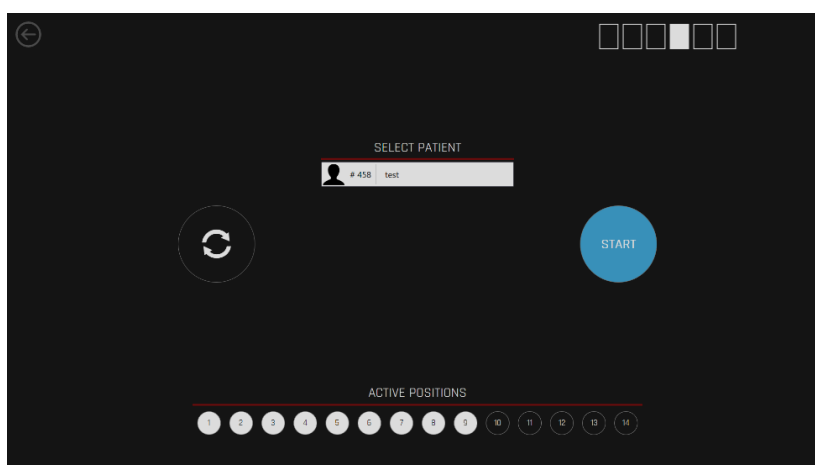 SELECT PATIENT
# 458 test
START
ACTIVE POSITIONS
1 2 3 4 5 6 7 8 9 10 11 12 13 14